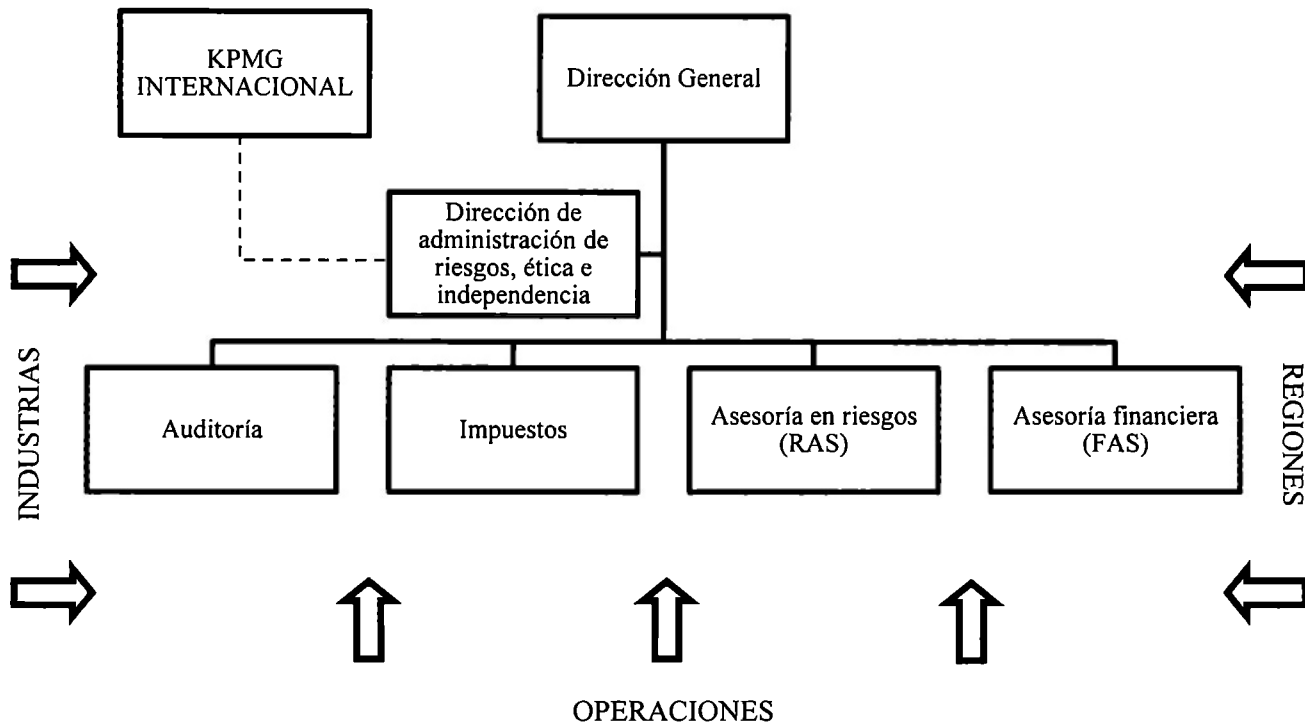 KPMG
INTERNACIONAL
Dirección General
Dirección de
administración de
riesgos, ética e
independencia
INDUSTRIAS
Auditoría
Impuestos
Asesoría en riesgos
(RAS)
Asesoría financiera
(FAS)
REGIONES
OPERACIONES